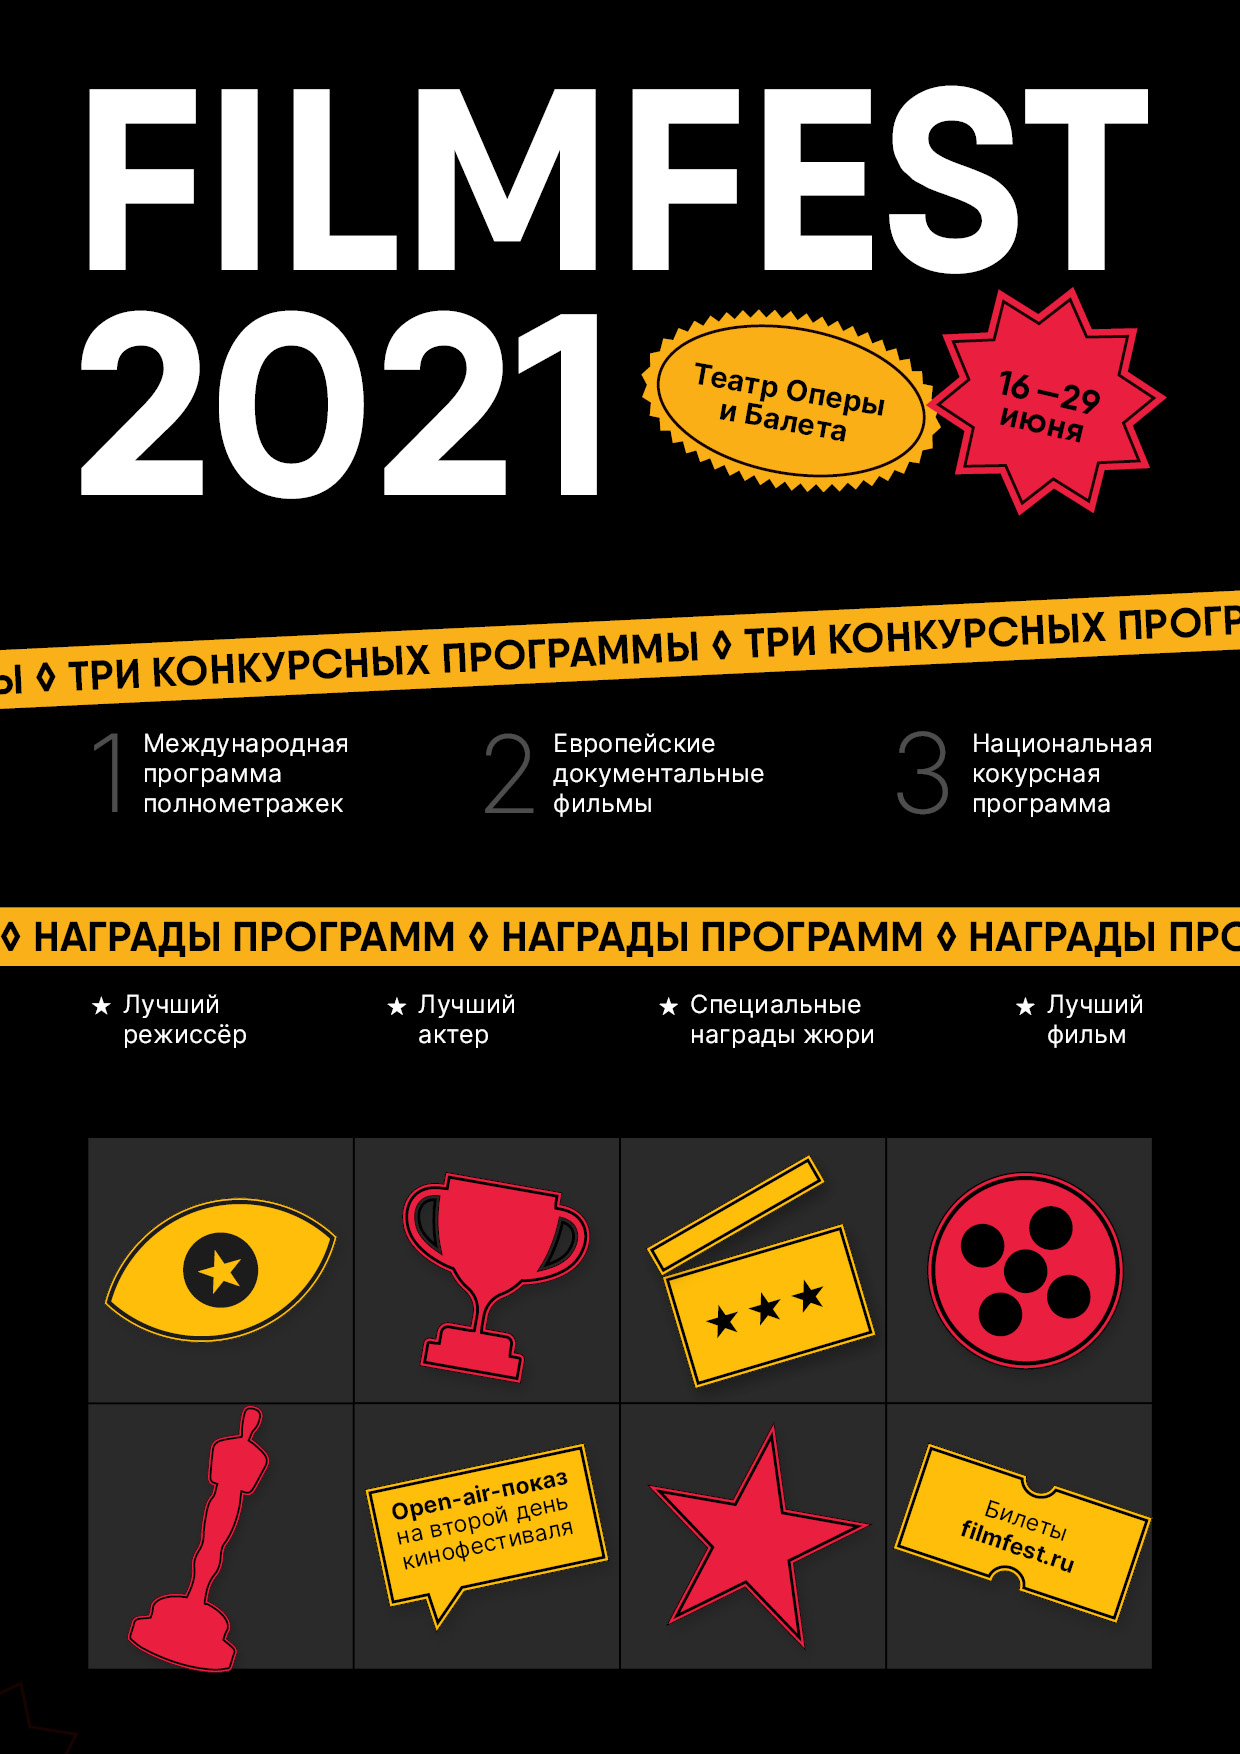 FILMFEST
2021
Театр Оперы
и Балета
16 – 29
июня
Ы ◊ ТРИ КОНКУРСНЫХ ПРОГРАММЫ ◊ ТРИ КОНКУРСНЫХ ПРОГР
1
Международная
программа
полнометражек
2
Европейские
документальные
фильмы
3
Национальная
кокурсная
программа
◊ НАГРАДЫ ПРОГРАММ ◊ НАГРАДЫ ПРОГРАММ ◊ НАГРАДЫ ПРО
★ Лучший
режиссёр
★ Лучший
актер
★ Специальные
награды жюри
★ Лучший
фильм
Open-air-показ
на второй день
кинофестиваля
Билеты
filmfest.ru